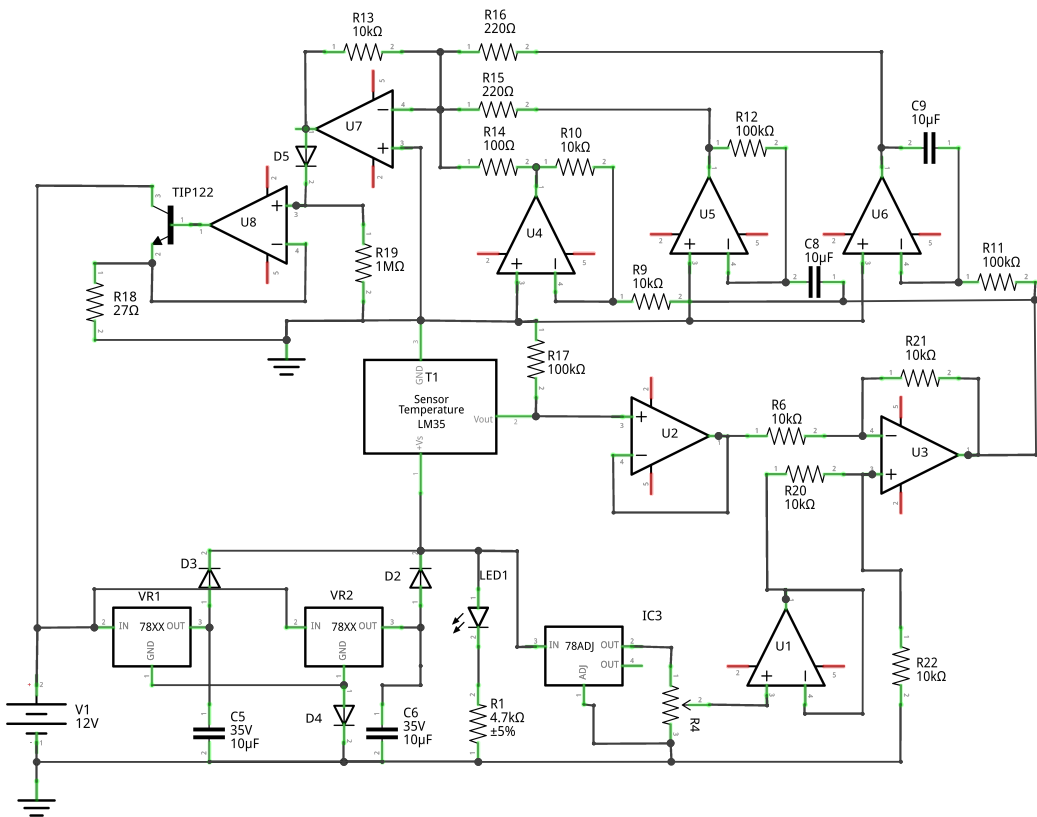 R13
10kΩ
R16
220Ω
R15
220Ω
R14
100Ω
R10
10kΩ
R12
100kΩ
C9
10µF
U7
D5
TIP122
U8
R19
1MΩ
R18
27Ω
U4
U5
U6
C8
10µF
R9
10kΩ
R11
100kΩ
R17
100kΩ
GND
T1
Sensor
Temperature
LM35
Vout
+Vs
U2
R6
10kΩ
R21
10kΩ
U3
R20
10kΩ
D3
D2
LED1
VR1
IN 78XX OUT
GND
VR2
IN 78XX OUT
GND
IC3
IN 78ADJ OUT
OUT
ADJ
U1
R22
10kΩ
R4
V1
12V
C5
35V
10µF
D4
C6
35V
10µF
R1
4.7kΩ
±5%